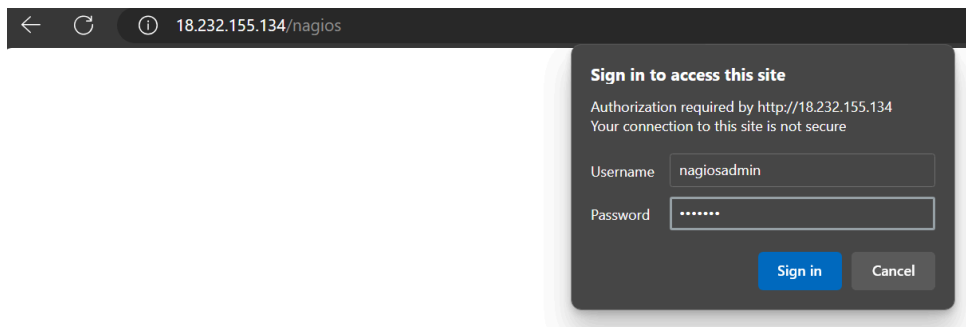 18.232.155.134/nagios
Sign in to access this site
Authorization required by http://18.232.155.134
Your connection to this site is not secure
Username nagiosadmin
Password •••••••
Sign in Cancel